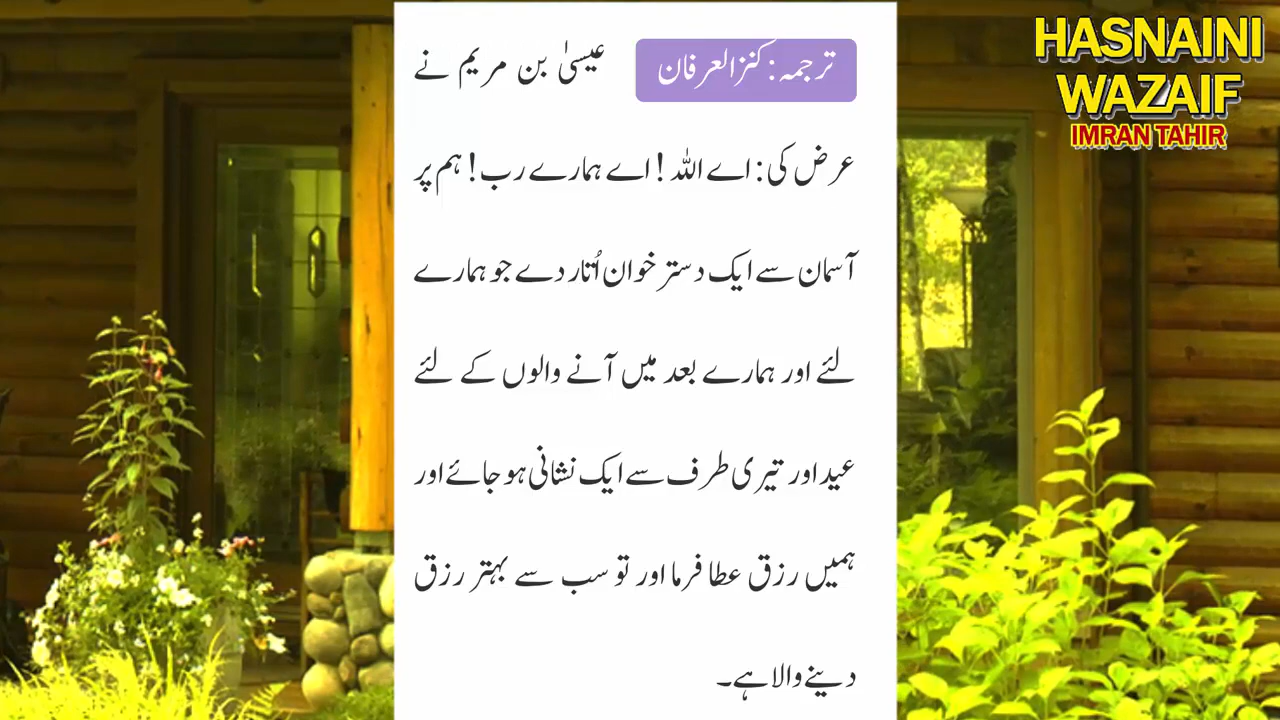 ترجمہ: کنزالعرفان عیسیٰ بن مریم نے
عرض کی: اے اللہ! اے ہمارے رب! ہم پر
آسمان سے ایک دستر خوان اُتار دے جو ہمارے
لئے اور ہمارے بعد میں آنے والوں کے لئے
عید اور تیری طرف سے ایک نشانی ہو جائے اور
ہمیں رزق عطا فرما اور تو سب سے بہتر رزق
دینے والا ہے۔
HASNAINI
WAZAIF
IMRAN TAHIR